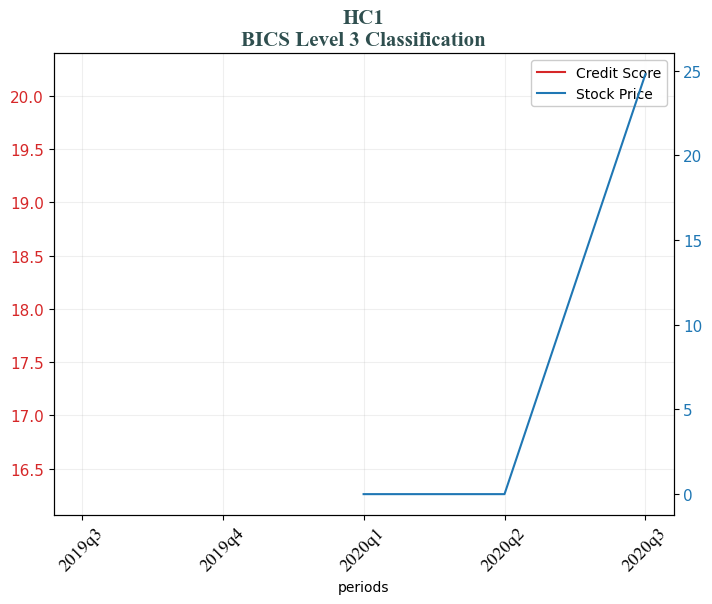 HC1
BICS Level 3 Classification
Credit Score
Stock Price
20.0
19.5
19.0
18.5
18.0
17.5
17.0
16.5
25
20
15
10
5
0
2019q3
2019q4
2020q1
2020q2
2020q3
periods